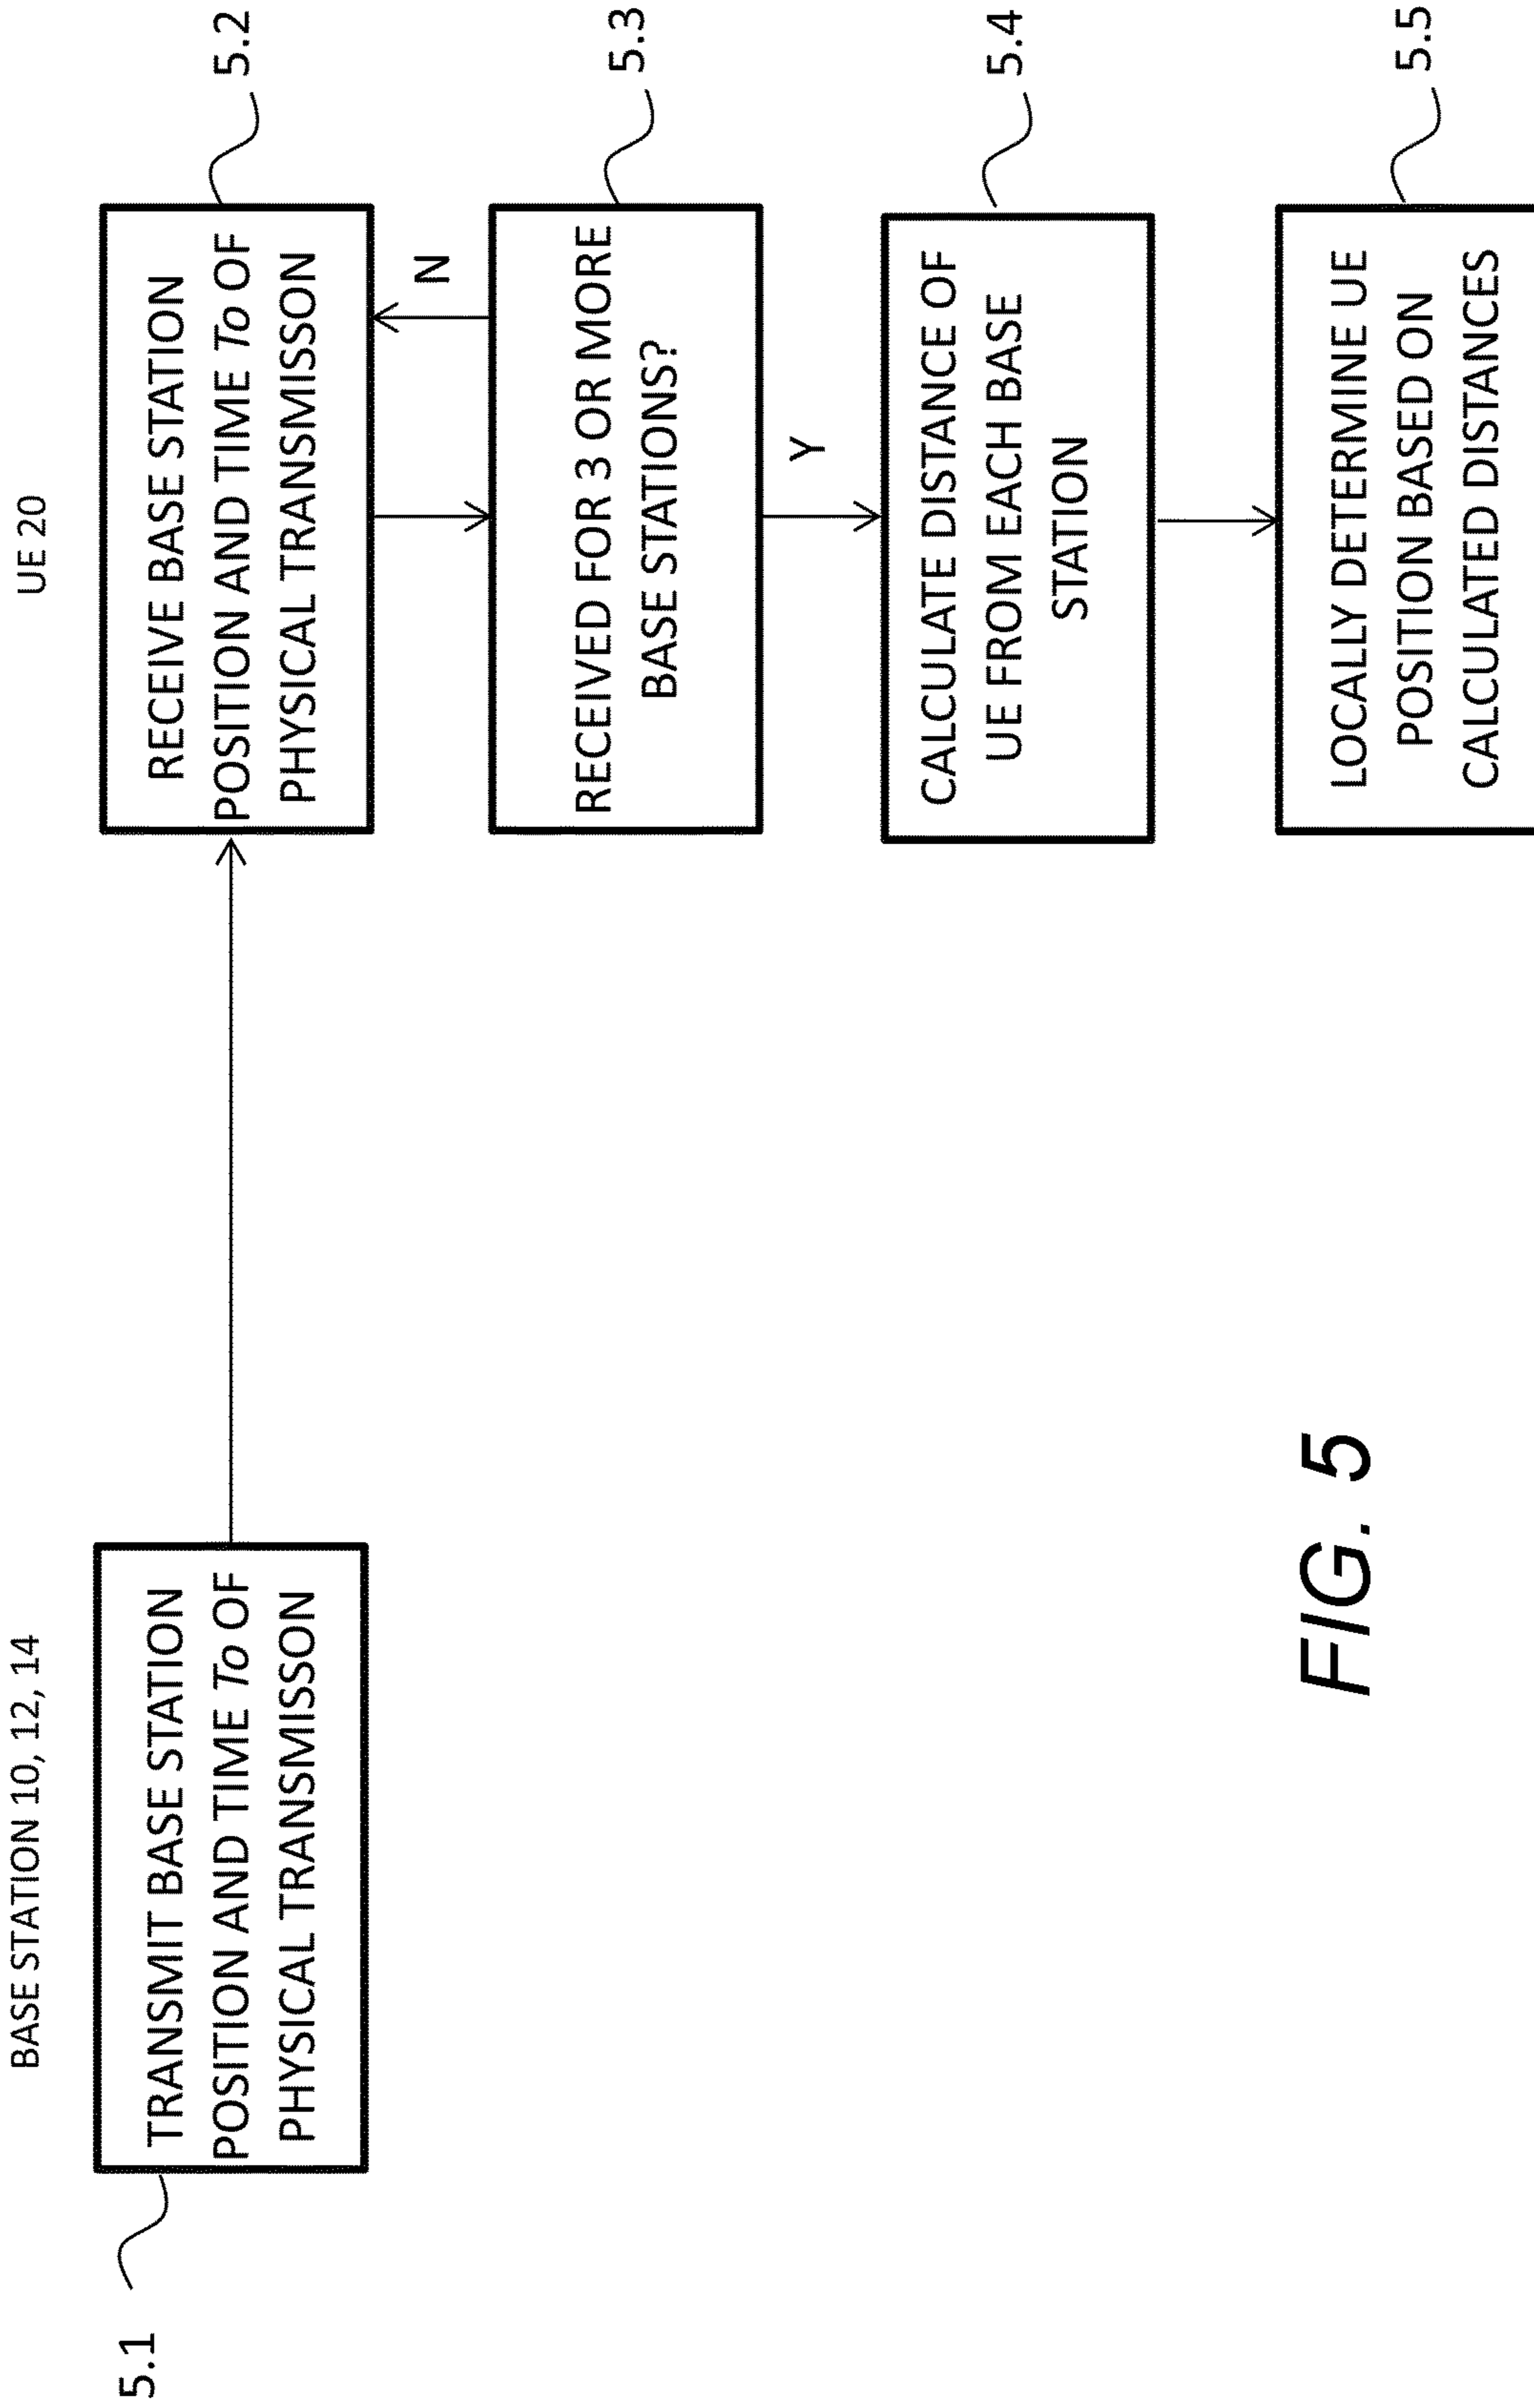 BASE STATION 10, 12, 14
UE 20
5.1
TRANSMIT BASE STATION
POSITION AND TIME To OF
PHYSICAL TRANSMISSON
RECEIVE BASE STATION
POSITION AND TIME To OF
PHYSICAL TRANSMISSON
5.2
N
RECEIVED FOR 3 OR MORE
BASE STATIONS?
5.3
Y
CALCULATE DISTANCE OF
UE FROM EACH BASE
STATION
5.4
LOCALLY DETERMINE UE
POSITION BASED ON
CALCULATED DISTANCES
5.5
FIG. 5